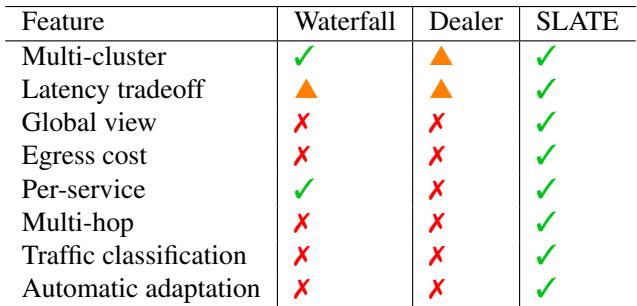 Feature Waterfall Dealer SLATE
Multi-cluster ✓ ▲ ✓
Latency tradeoff ▲ ▲ ✓
Global view ✗ ✗ ✓
Egress cost ✗ ✗ ✓
Per-service ✓ ✗ ✓
Multi-hop ✗ ✗ ✓
Traffic classification ✗ ✗ ✓
Automatic adaptation ✗ ✗ ✓